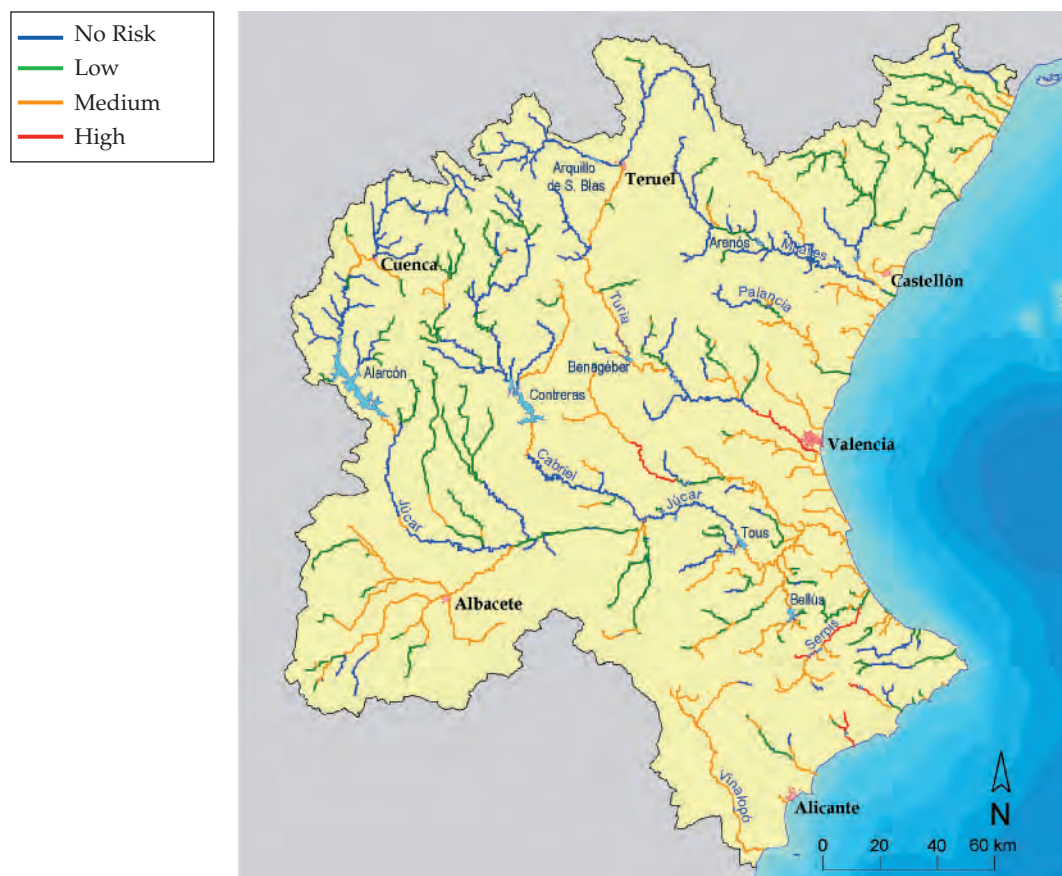 No Risk
Low
Medium
High
Arquillo
de S. Blas
Teruel
Cuenca
Arenós
Mijares
Castellón
Palancia
Turia
Alarcón
Benagéber
Contreras
Valencia
Cabriel
Júcar
Júcar
Tous
Albacete
Bellús
Serpis
Vinalopó
Alicante
N
0 20 40 60 km